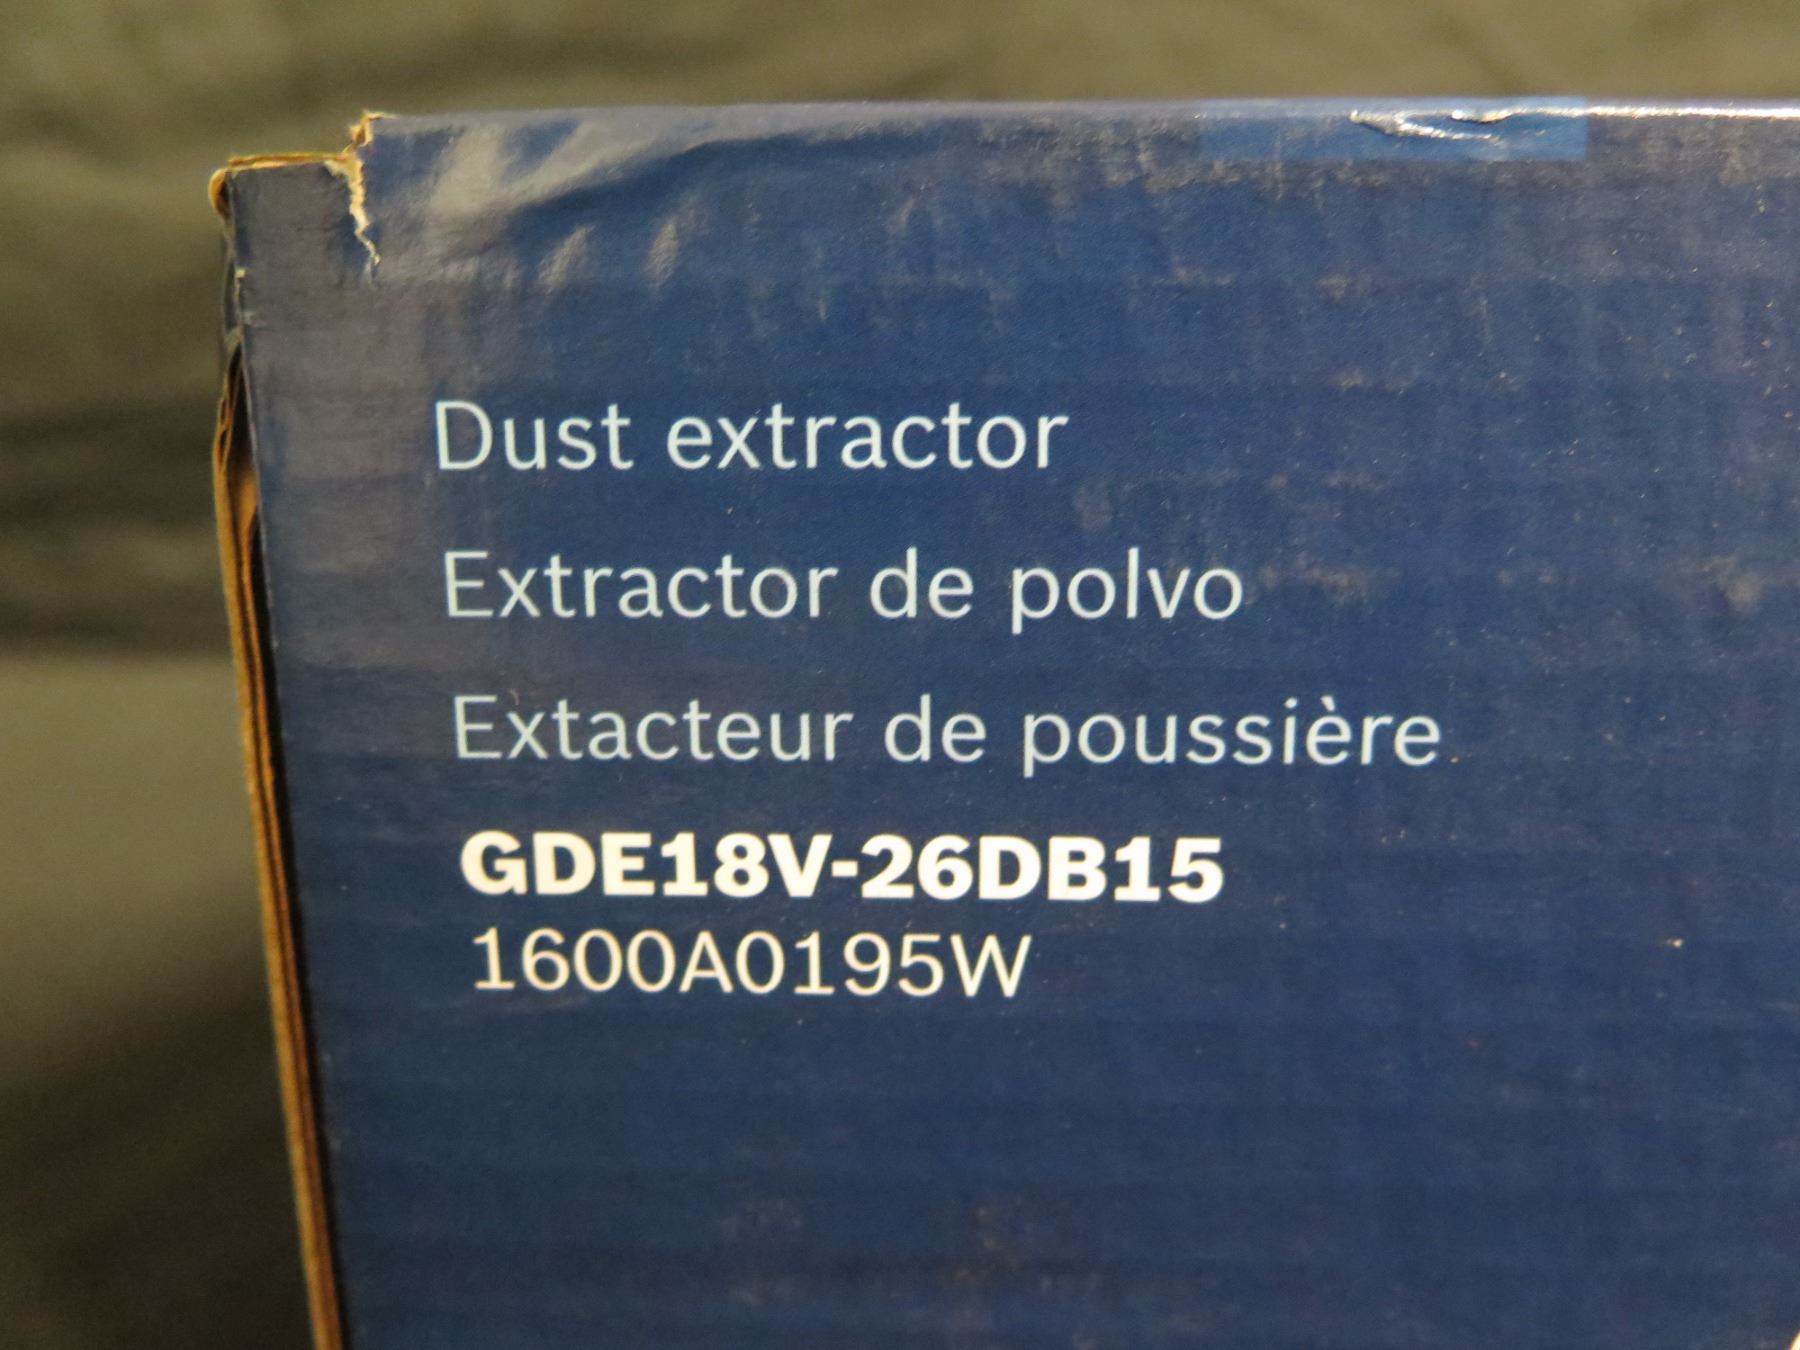 Dust extractor
Extractor de polvo
Extacteur de poussière
GDE18V-26DB15
1600A0195W